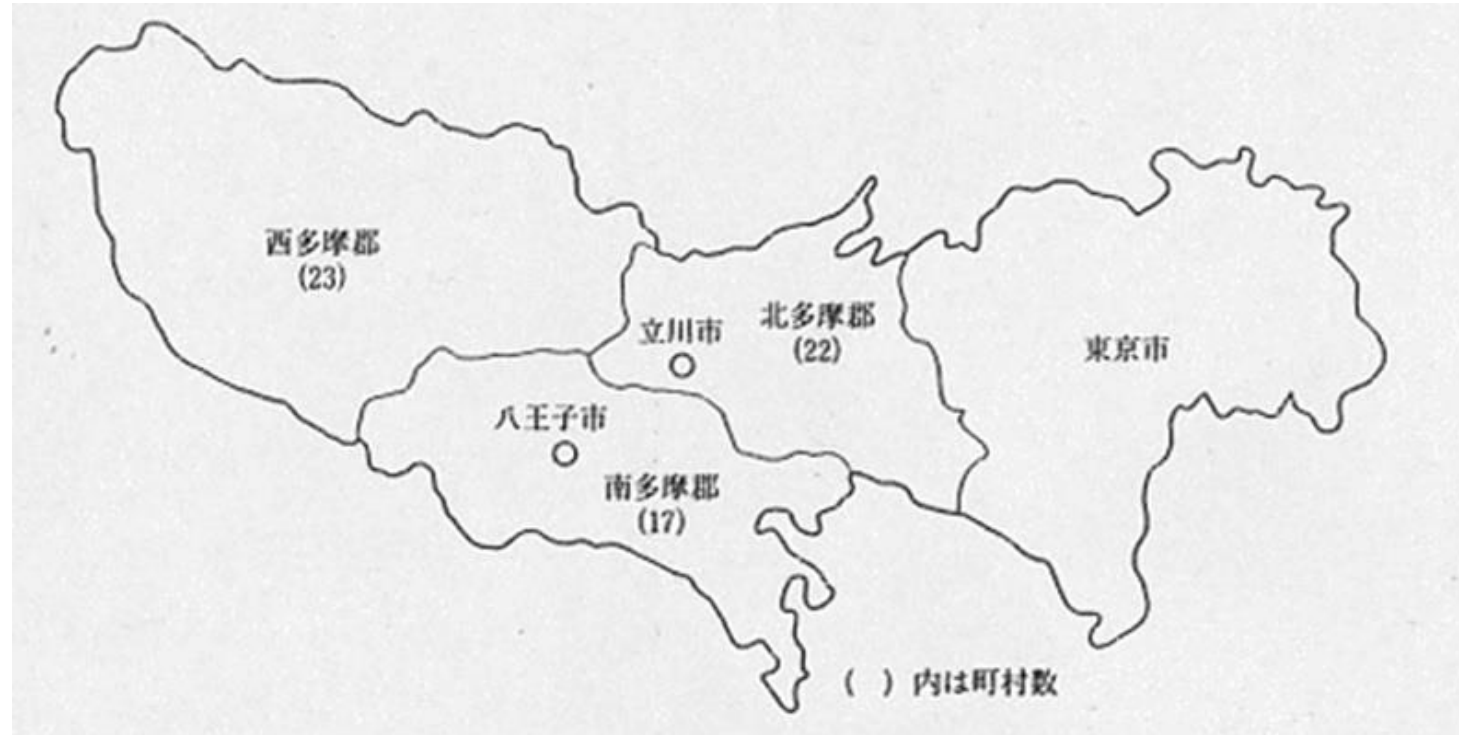 西多摩郡
(23)
立川市
北多摩郡
(22)
東京市
八王子市
南多摩郡
(17)
( ) 内は町村数